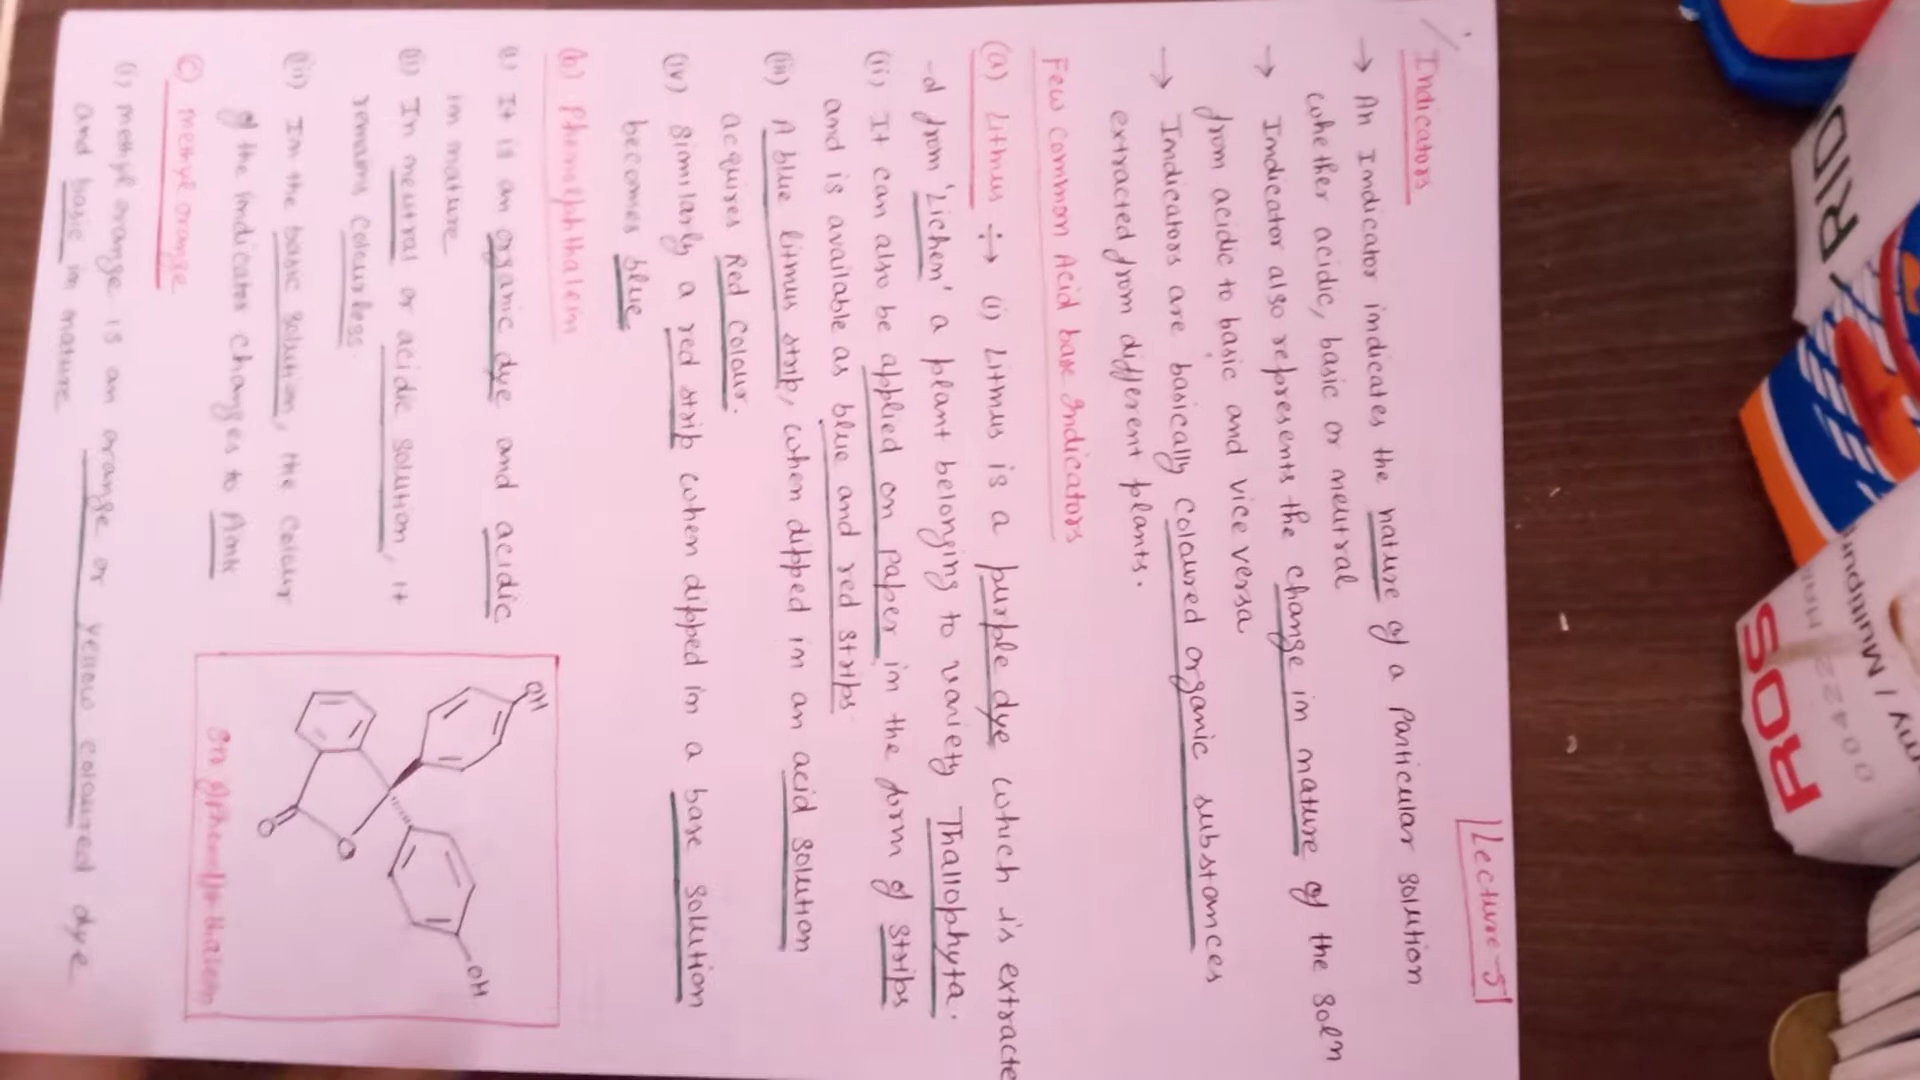 Lecture-5
Indicators
→ An Indicator indicates the nature of a particular solution
whether acidic, basic or neutral
→ Indicator also represents the change in nature of the soln
from acidic to basic and vice versa
→ Indicators are basically coloured organic substances
extracted from different plants.
Few common Acid base Indicators
(a) Litmus ÷→ (i) Litmus is a purple dye which is extracte
-d from 'Lichen' a plant belonging to variety Thallophyta.
(ii) It can also be applied on paper in the form of strips
and is available as blue and red strips
(iii) A blue litmus strip, when dipped in an acid solution
acquires Red colour.
(iv) Similarly a red strip when dipped in a base solution
becomes blue
(b) Phenolphthalein
(i) It is an organic dye and acidic
in nature
(ii) In neutral or acidic solution, it
remains colourless.
(iii) In the basic solution, the colour
of the indicator changes to Pink
OH
OH
O
O
phenolphthalein
(c) methyl orange
(i) methyl orange is an orange or yellow coloured dye
and basic in nature
RID
ROS
0422
/ Multipur